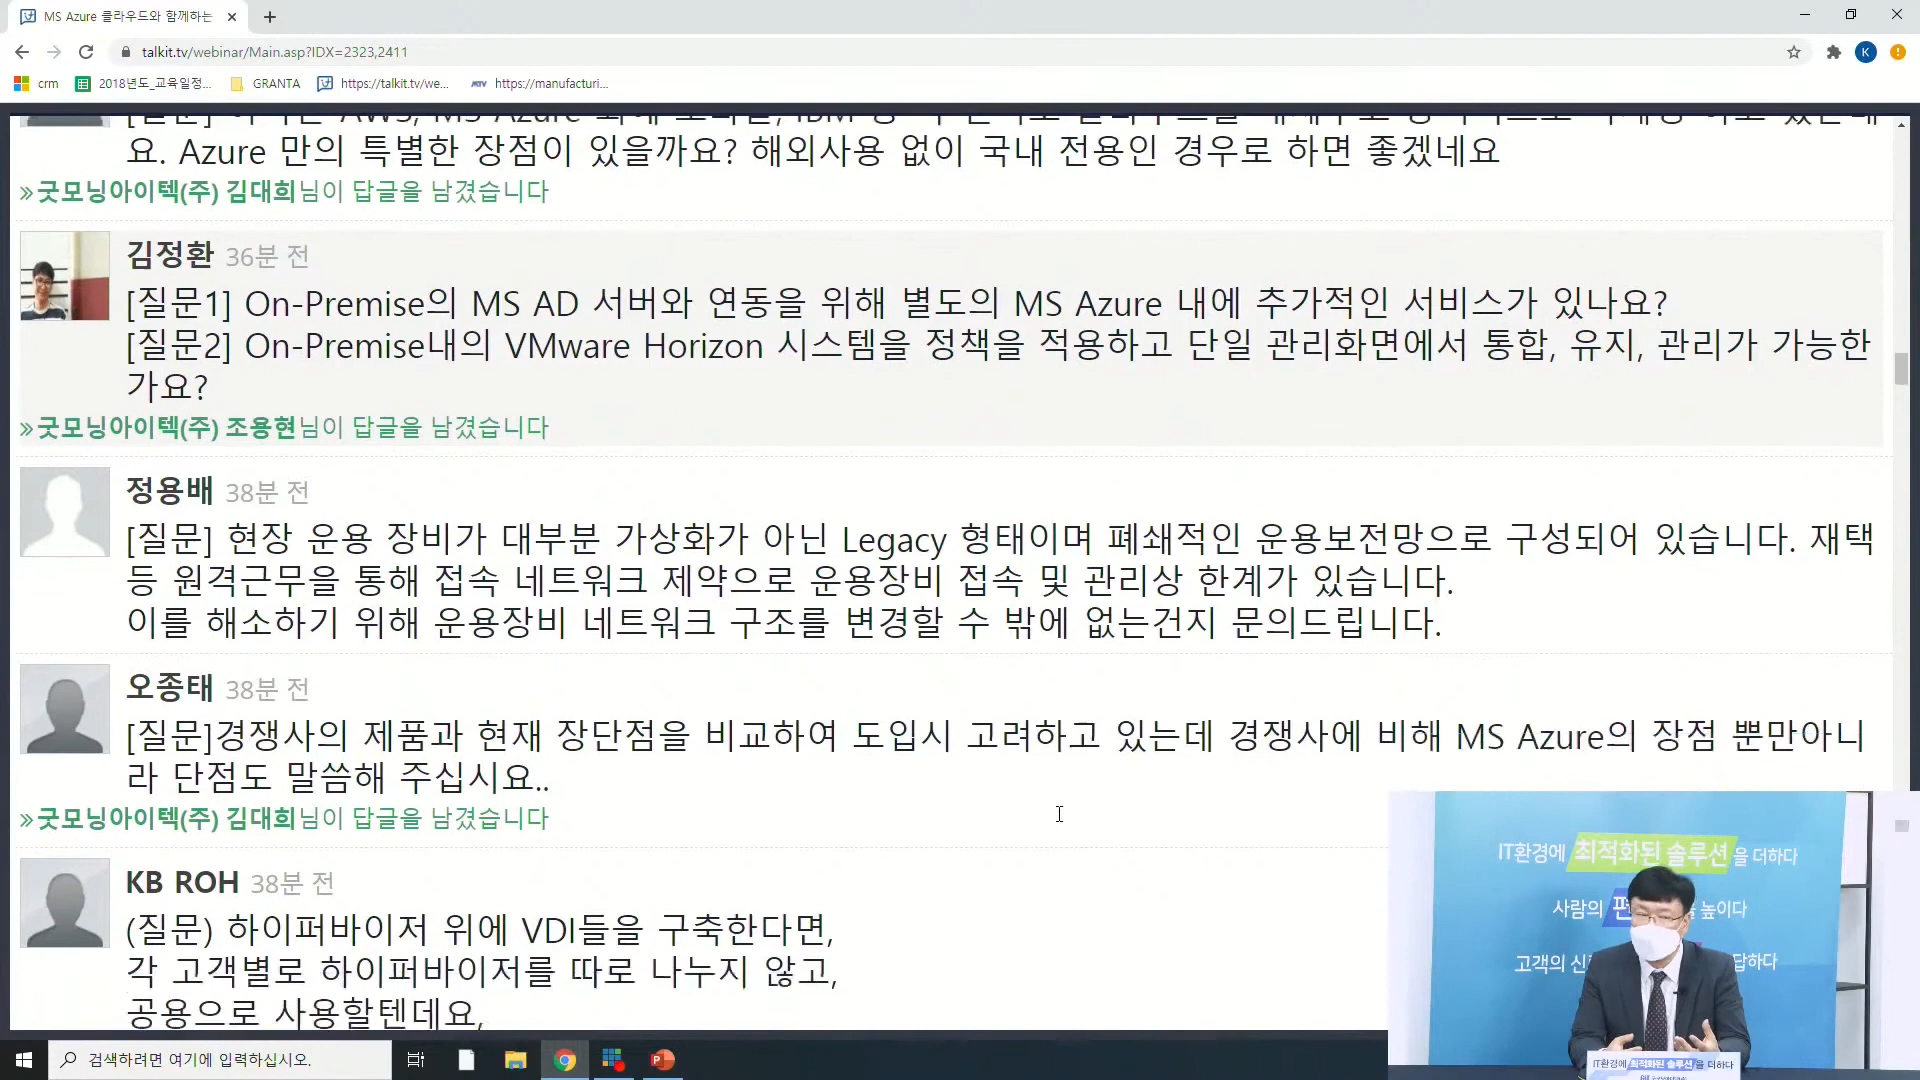 MS Azure 클라우드와 함께하는
talkit.tv/webinar/Main.asp?IDX=2323,2411
K
crm
2018년도_교육일정...
GRANTA
https://talkit.tv/we...
MTV
https://manufacturi...
요. Azure 만의 특별한 장점이 있을까요? 해외사용 없이 국내 전용인 경우로 하면 좋겠네요
»굿모닝아이텍(주) 김대희님이 답글을 남겼습니다
김정환 36분 전
[질문1] On-Premise의 MS AD 서버와 연동을 위해 별도의 MS Azure 내에 추가적인 서비스가 있나요?
[질문2] On-Premise내의 VMware Horizon 시스템을 정책을 적용하고 단일 관리화면에서 통합, 유지, 관리가 가능한
가요?
»굿모닝아이텍(주) 조용현님이 답글을 남겼습니다
정용배 38분 전
[질문] 현장 운용 장비가 대부분 가상화가 아닌 Legacy 형태이며 폐쇄적인 운용보전망으로 구성되어 있습니다. 재택
등 원격근무을 통해 접속 네트워크 제약으로 운용장비 접속 및 관리상 한계가 있습니다.
이를 해소하기 위해 운용장비 네트워크 구조를 변경할 수 밖에 없는건지 문의드립니다.
오종태 38분 전
[질문]경쟁사의 제품과 현재 장단점을 비교하여 도입시 고려하고 있는데 경쟁사에 비해 MS Azure의 장점 뿐만아니
라 단점도 말씀해 주십시요..
»굿모닝아이텍(주) 김대희님이 답글을 남겼습니다
KB ROH 38분 전
(질문) 하이퍼바이저 위에 VDI들을 구축한다면,
각 고객별로 하이퍼바이저를 따로 나누지 않고,
공용으로 사용할텐데요,
IT환경에 최적화된 솔루션을 더하다
사람의 높이다
고객의 답하다
IT환경에 최적화된 솔루션을 더하다
검색하려면 여기에 입력하십시오.